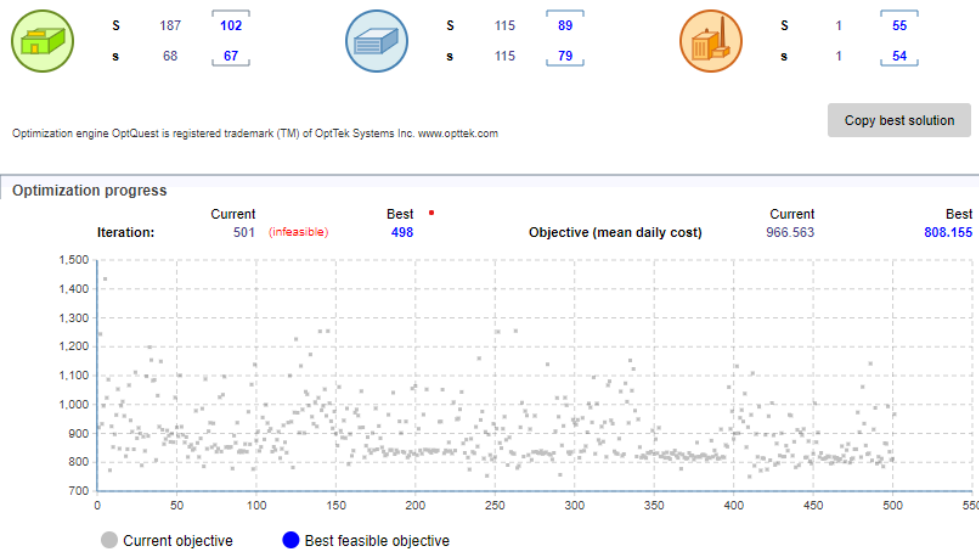 S 187 102 S 115 89 S 1 55
s 68 67 s 115 79 s 1 54
Copy best solution
Optimization engine OptQuest is registered trademark (TM) of OptTek Systems Inc. www.opttek.com
Optimization progress
Current Best Current Best
Iteration: 501 (infeasible) 498 Objective (mean daily cost) 966.563 808.155
1,500
1,400
1,300
1,200
1,100
1,000
900
800
700
0 50 100 150 200 250 300 350 400 450 500 550
Current objective Best feasible objective